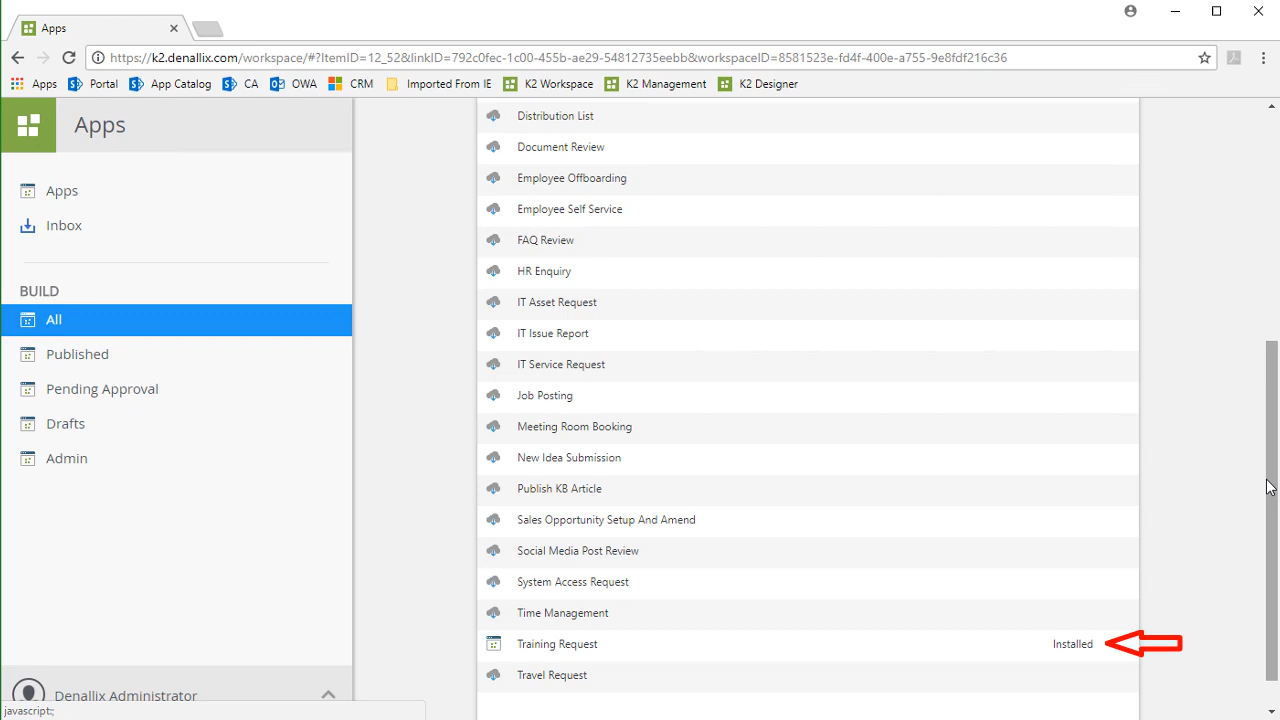 Apps
https://k2.denallix.com/workspace/#?ItemID=12_52&linkID=792c0fec-1c00-455b-ae29-54812735eebb&workspaceID=8581523e-fd4f-400e-a755-9e8fdf216c36
Apps Portal App Catalog CA OWA CRM Imported From IE K2 Workspace K2 Management K2 Designer
Apps
Apps
Inbox
BUILD
All
Published
Pending Approval
Drafts
Admin
Denallix Administrator
javascript:;
Distribution List
Document Review
Employee Offboarding
Employee Self Service
FAQ Review
HR Enquiry
IT Asset Request
IT Issue Report
IT Service Request
Job Posting
Meeting Room Booking
New Idea Submission
Publish KB Article
Sales Opportunity Setup And Amend
Social Media Post Review
System Access Request
Time Management
Training Request Installed
Travel Request